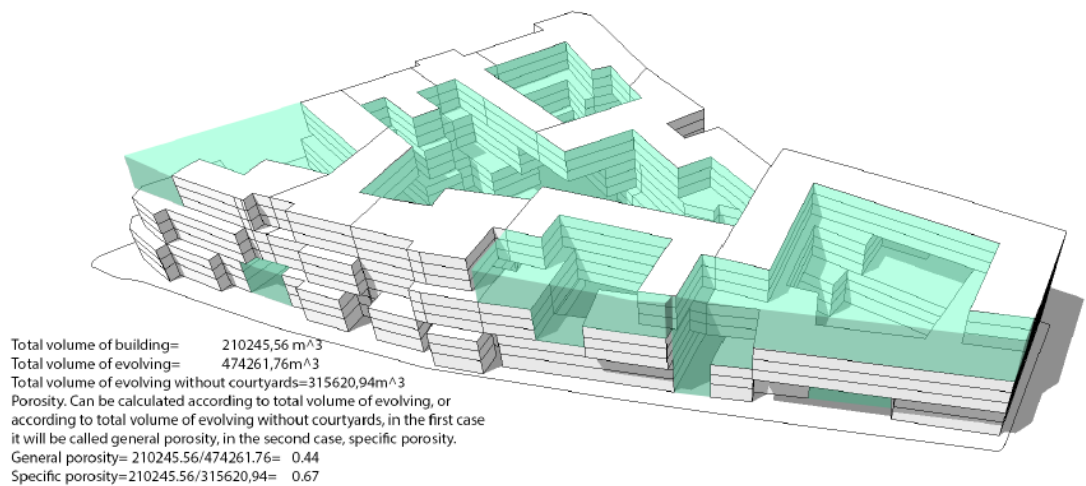 Total volume of building= 210245,56 m^3
Total volume of evolving= 474261,76m^3
Total volume of evolving without courtyards=315620,94m^3
Porosity. Can be calculated according to total volume of evolving, or
according to total volume of evolving without courtyards, in the first case
it will be called general porosity, in the second case, specific porosity.
General porosity= 210245.56/474261.76= 0.44
Specific porosity=210245.56/315620,94= 0.67